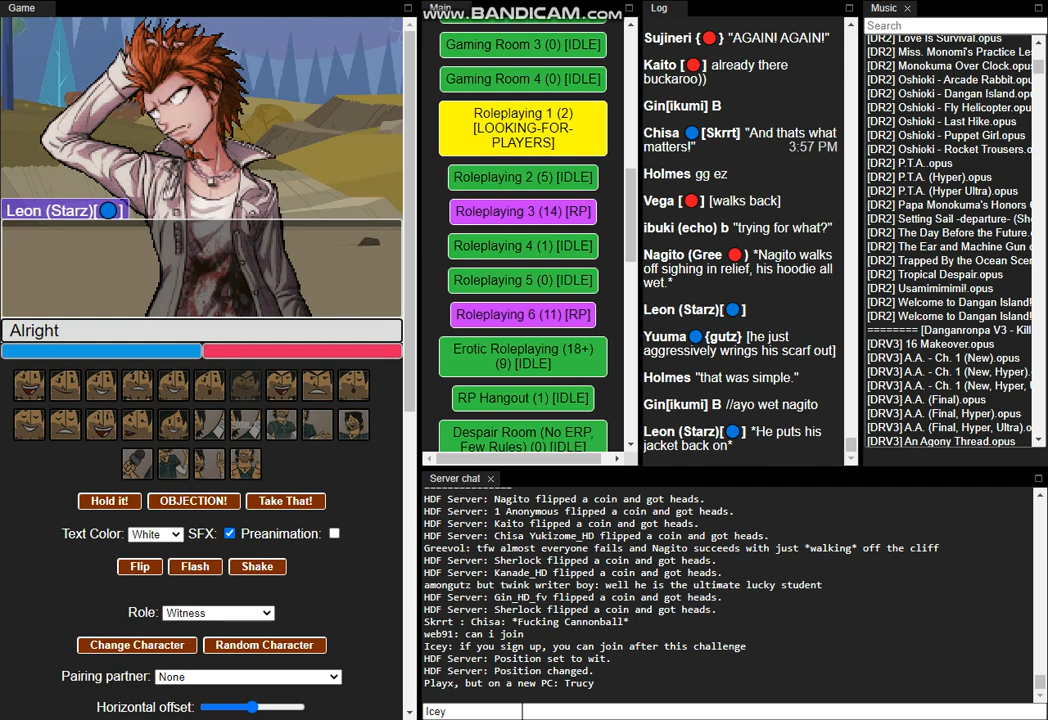 Game
Leon (Starz)[🔵]
Alright
Hold it!
OBJECTION!
Take That!
Text Color: White
SFX:
Preanimation:
Flip
Flash
Shake
Role: Witness
Change Character
Random Character
Pairing partner: None
Horizontal offset:
Main
www.BANDICAM.com
Gaming Room 3 (0) [IDLE]
Gaming Room 4 (0) [IDLE]
Roleplaying 1 (2)
[LOOKING-FOR-
PLAYERS]
Roleplaying 2 (5) [IDLE]
Roleplaying 3 (14) [RP]
Roleplaying 4 (1) [IDLE]
Roleplaying 5 (0) [IDLE]
Roleplaying 6 (11) [RP]
Erotic Roleplaying (18+)
(9) [IDLE]
RP Hangout (1) [IDLE]
Despair Room (No ERP,
Few Rules) (0) [IDLE]
Log
Sujineri {🔴} "AGAIN! AGAIN!"
Kaito [🔴] already there
buckaroo))
Gin[ikumi] B
Chisa 🔵[Skrrt] "And thats what
matters!" 3:57 PM
Holmes gg ez
Vega [🔴] [walks back]
ibuki (echo) b "trying for what?"
Nagito (Gree 🔴) *Nagito walks
off sighing in relief, his hoodie all
wet.*
Leon (Starz)[🔵]
Yuuma 🔵{gutz} [he just
aggressively wrings his scarf out]
Holmes "that was simple."
Gin[ikumi] B //ayo wet nagito
Leon (Starz)[🔵] *He puts his
jacket back on*
Music
Search
[DR2] Love Is Survival.opus
[DR2] Miss. Monomi's Practice Le
[DR2] Monokuma Over Clock.opus
[DR2] Oshioki - Arcade Rabbit.opu
[DR2] Oshioki - Dangan Island.opu
[DR2] Oshioki - Fly Helicopter.opus
[DR2] Oshioki - Last Hike.opus
[DR2] Oshioki - Puppet Girl.opus
[DR2] Oshioki - Rocket Trousers.op
[DR2] P.T.A..opus
[DR2] P.T.A. (Hyper).opus
[DR2] P.T.A. (Hyper Ultra).opus
[DR2] Papa Monokuma's Honors
[DR2] Setting Sail -departure- (Sh
[DR2] The Day Before the Future.
[DR2] The Ear and Machine Gun
[DR2] Trapped By the Ocean Scer
[DR2] Tropical Despair.opus
[DR2] Usamimimimi!.opus
[DR2] Welcome to Dangan Island!
[DR2] Welcome to Dangan Island!
======== [Danganronpa V3 - Kill
[DRV3] 16 Makeover.opus
[DRV3] A.A. - Ch. 1 (New).opus
[DRV3] A.A. - Ch. 1 (New, Hyper)
[DRV3] A.A. - Ch. 1 (New, Hyper,
[DRV3] A.A. (Final).opus
[DRV3] A.A. (Final, Hyper).opus
[DRV3] A.A. (Final, Hyper, Ultra).o
[DRV3] An Agony Thread.opus
Server chat
HDF Server: Nagito flipped a coin and got heads.
HDF Server: 1 Anonymous flipped a coin and got heads.
HDF Server: Kaito flipped a coin and got heads.
HDF Server: Chisa Yukizome_HD flipped a coin and got heads.
Greevol: tfw almost everyone fails and Nagito succeeds with just *walking* off the cliff
HDF Server: Sherlock flipped a coin and got heads.
HDF Server: Kanade_HD flipped a coin and got heads.
amongutz but twink writer boy: well he is the ultimate lucky student
HDF Server: Gin_HD_fv flipped a coin and got heads.
HDF Server: Sherlock flipped a coin and got heads.
Skrrt : Chisa: *Fucking Cannonball*
web91: can i join
Icey: if you sign up, you can join after this challenge
HDF Server: Position set to wit.
HDF Server: Position changed.
Playx, but on a new PC: Trucy
Icey